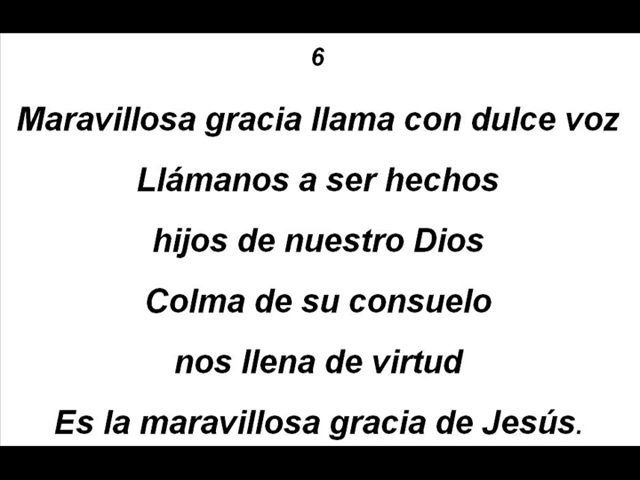 6
Maravillosa gracia llama con dulce voz
Llámanos a ser hechos
hijos de nuestro Dios
Colma de su consuelo
nos llena de virtud
Es la maravillosa gracia de Jesús.